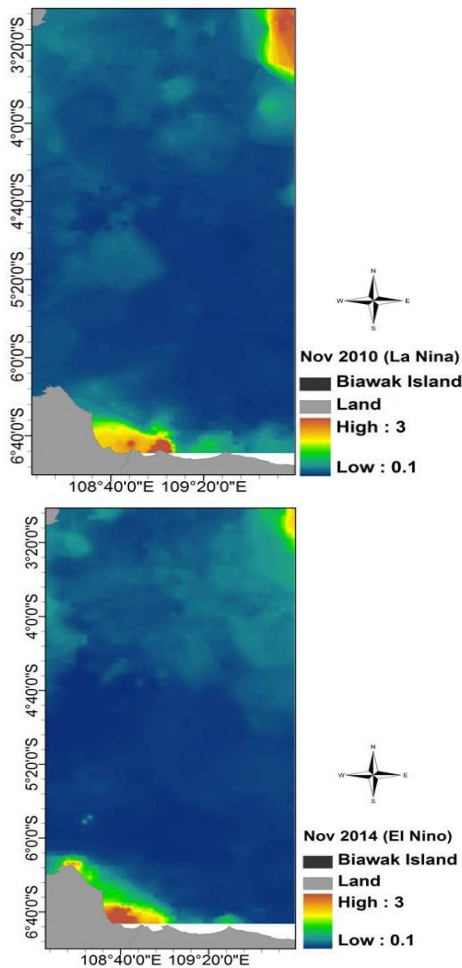 3°20'0"S
4°0'0"S
4°40'0"S
5°20'0"S
6°0'0"S
6°40'0"S
108°40'0"E 109°20'0"E
N
W E
S
Nov 2010 (La Nina)
Biawak Island
Land
High : 3
Low : 0.1
3°20'0"S
4°0'0"S
4°40'0"S
5°20'0"S
6°0'0"S
6°40'0"S
108°40'0"E 109°20'0"E
N
W E
S
Nov 2014 (El Nino)
Biawak Island
Land
High : 3
Low : 0.1